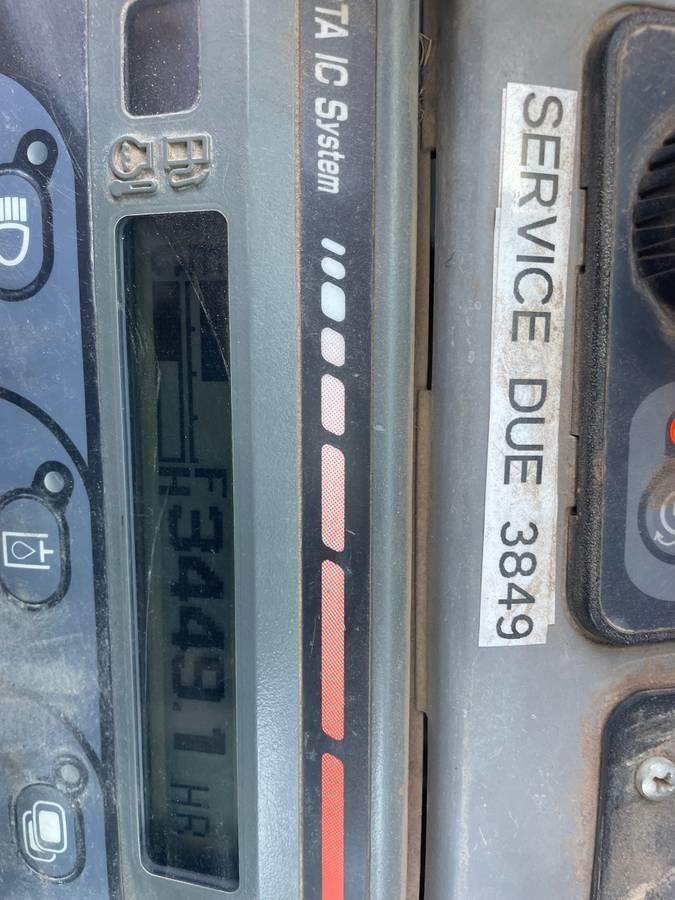 TA IC System
SERVICE DUE 3849
F
H
3449.1 HR